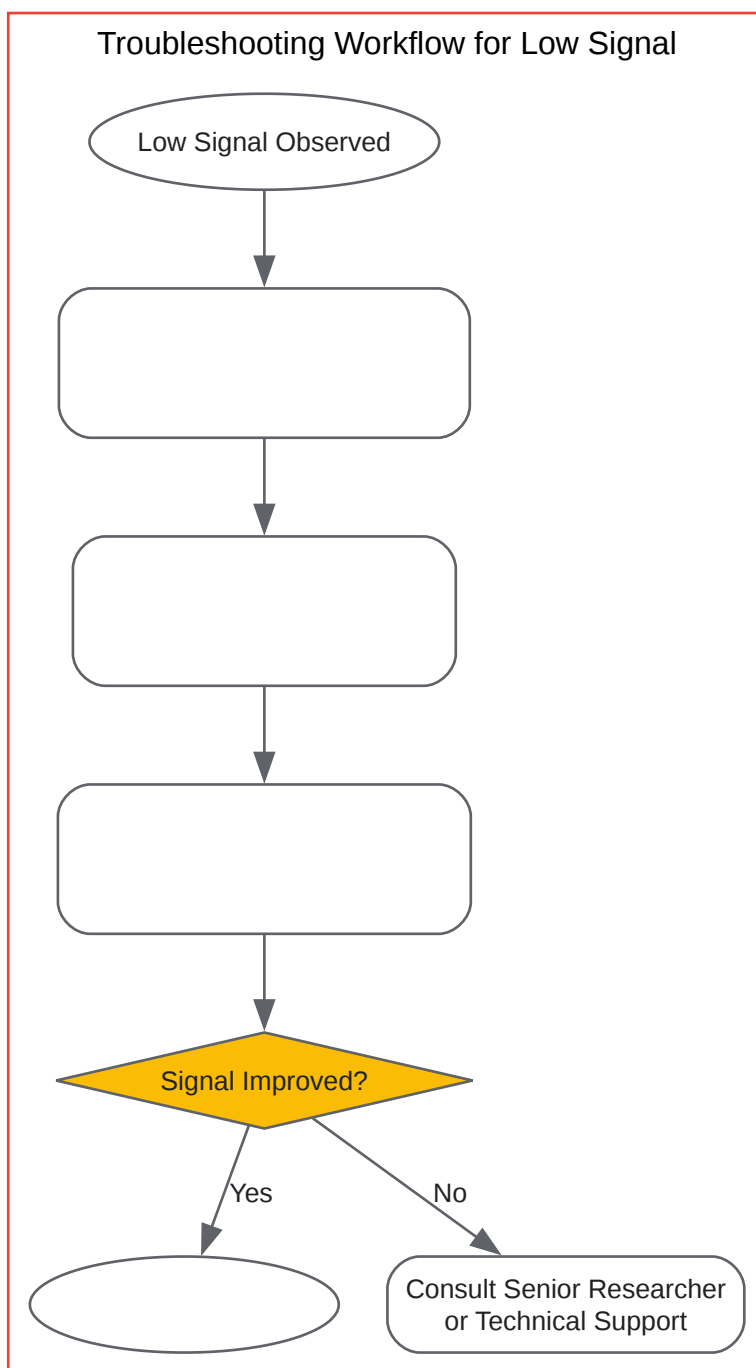 Troubleshooting Workflow for Low Signal
Low Signal Observed
Signal Improved?
Yes
No
Consult Senior Researcher
or Technical Support